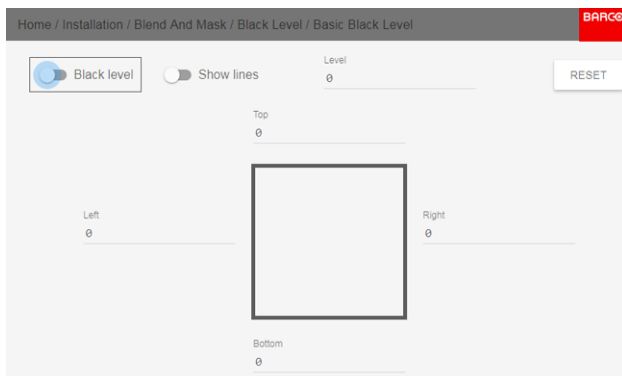 Home / Installation / Blend And Mask / Black Level / Basic Black Level
BARCO
Black level
Show lines
Level
0
RESET
Top
0
Left
0
Right
0
Bottom
0